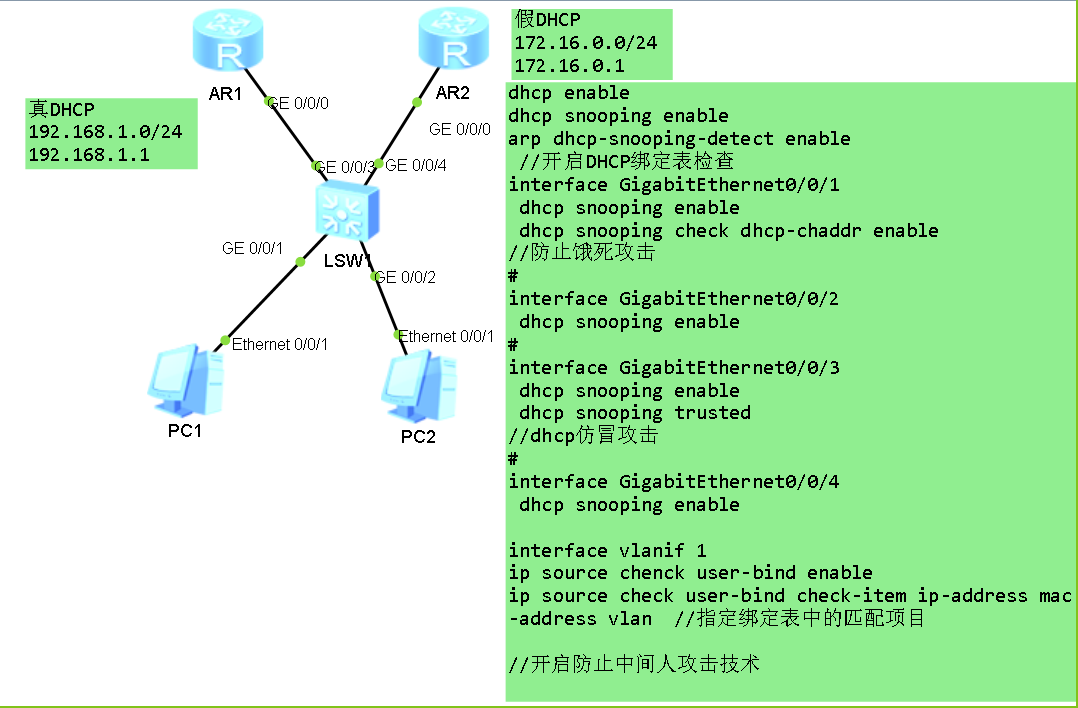 假DHCP
172.16.0.0/24
172.16.0.1
AR1
AR2
GE 0/0/0
GE 0/0/0
真DHCP
192.168.1.0/24
192.168.1.1
GE 0/0/3
GE 0/0/4
GE 0/0/1
LSW1
GE 0/0/2
Ethernet 0/0/1
Ethernet 0/0/1
PC1
PC2
dhcp enable
dhcp snooping enable
arp dhcp-snooping-detect enable
//开启DHCP绑定表检查
interface GigabitEthernet0/0/1
dhcp snooping enable
dhcp snooping check dhcp-chaddr enable
//防止饿死攻击
#
interface GigabitEthernet0/0/2
dhcp snooping enable
#
interface GigabitEthernet0/0/3
dhcp snooping enable
dhcp snooping trusted
//dhcp仿冒攻击
#
interface GigabitEthernet0/0/4
dhcp snooping enable
interface vlanif 1
ip source chenck user-bind enable
ip source check user-bind check-item ip-address mac
-address vlan //指定绑定表中的匹配项目
//开启防止中间人攻击技术